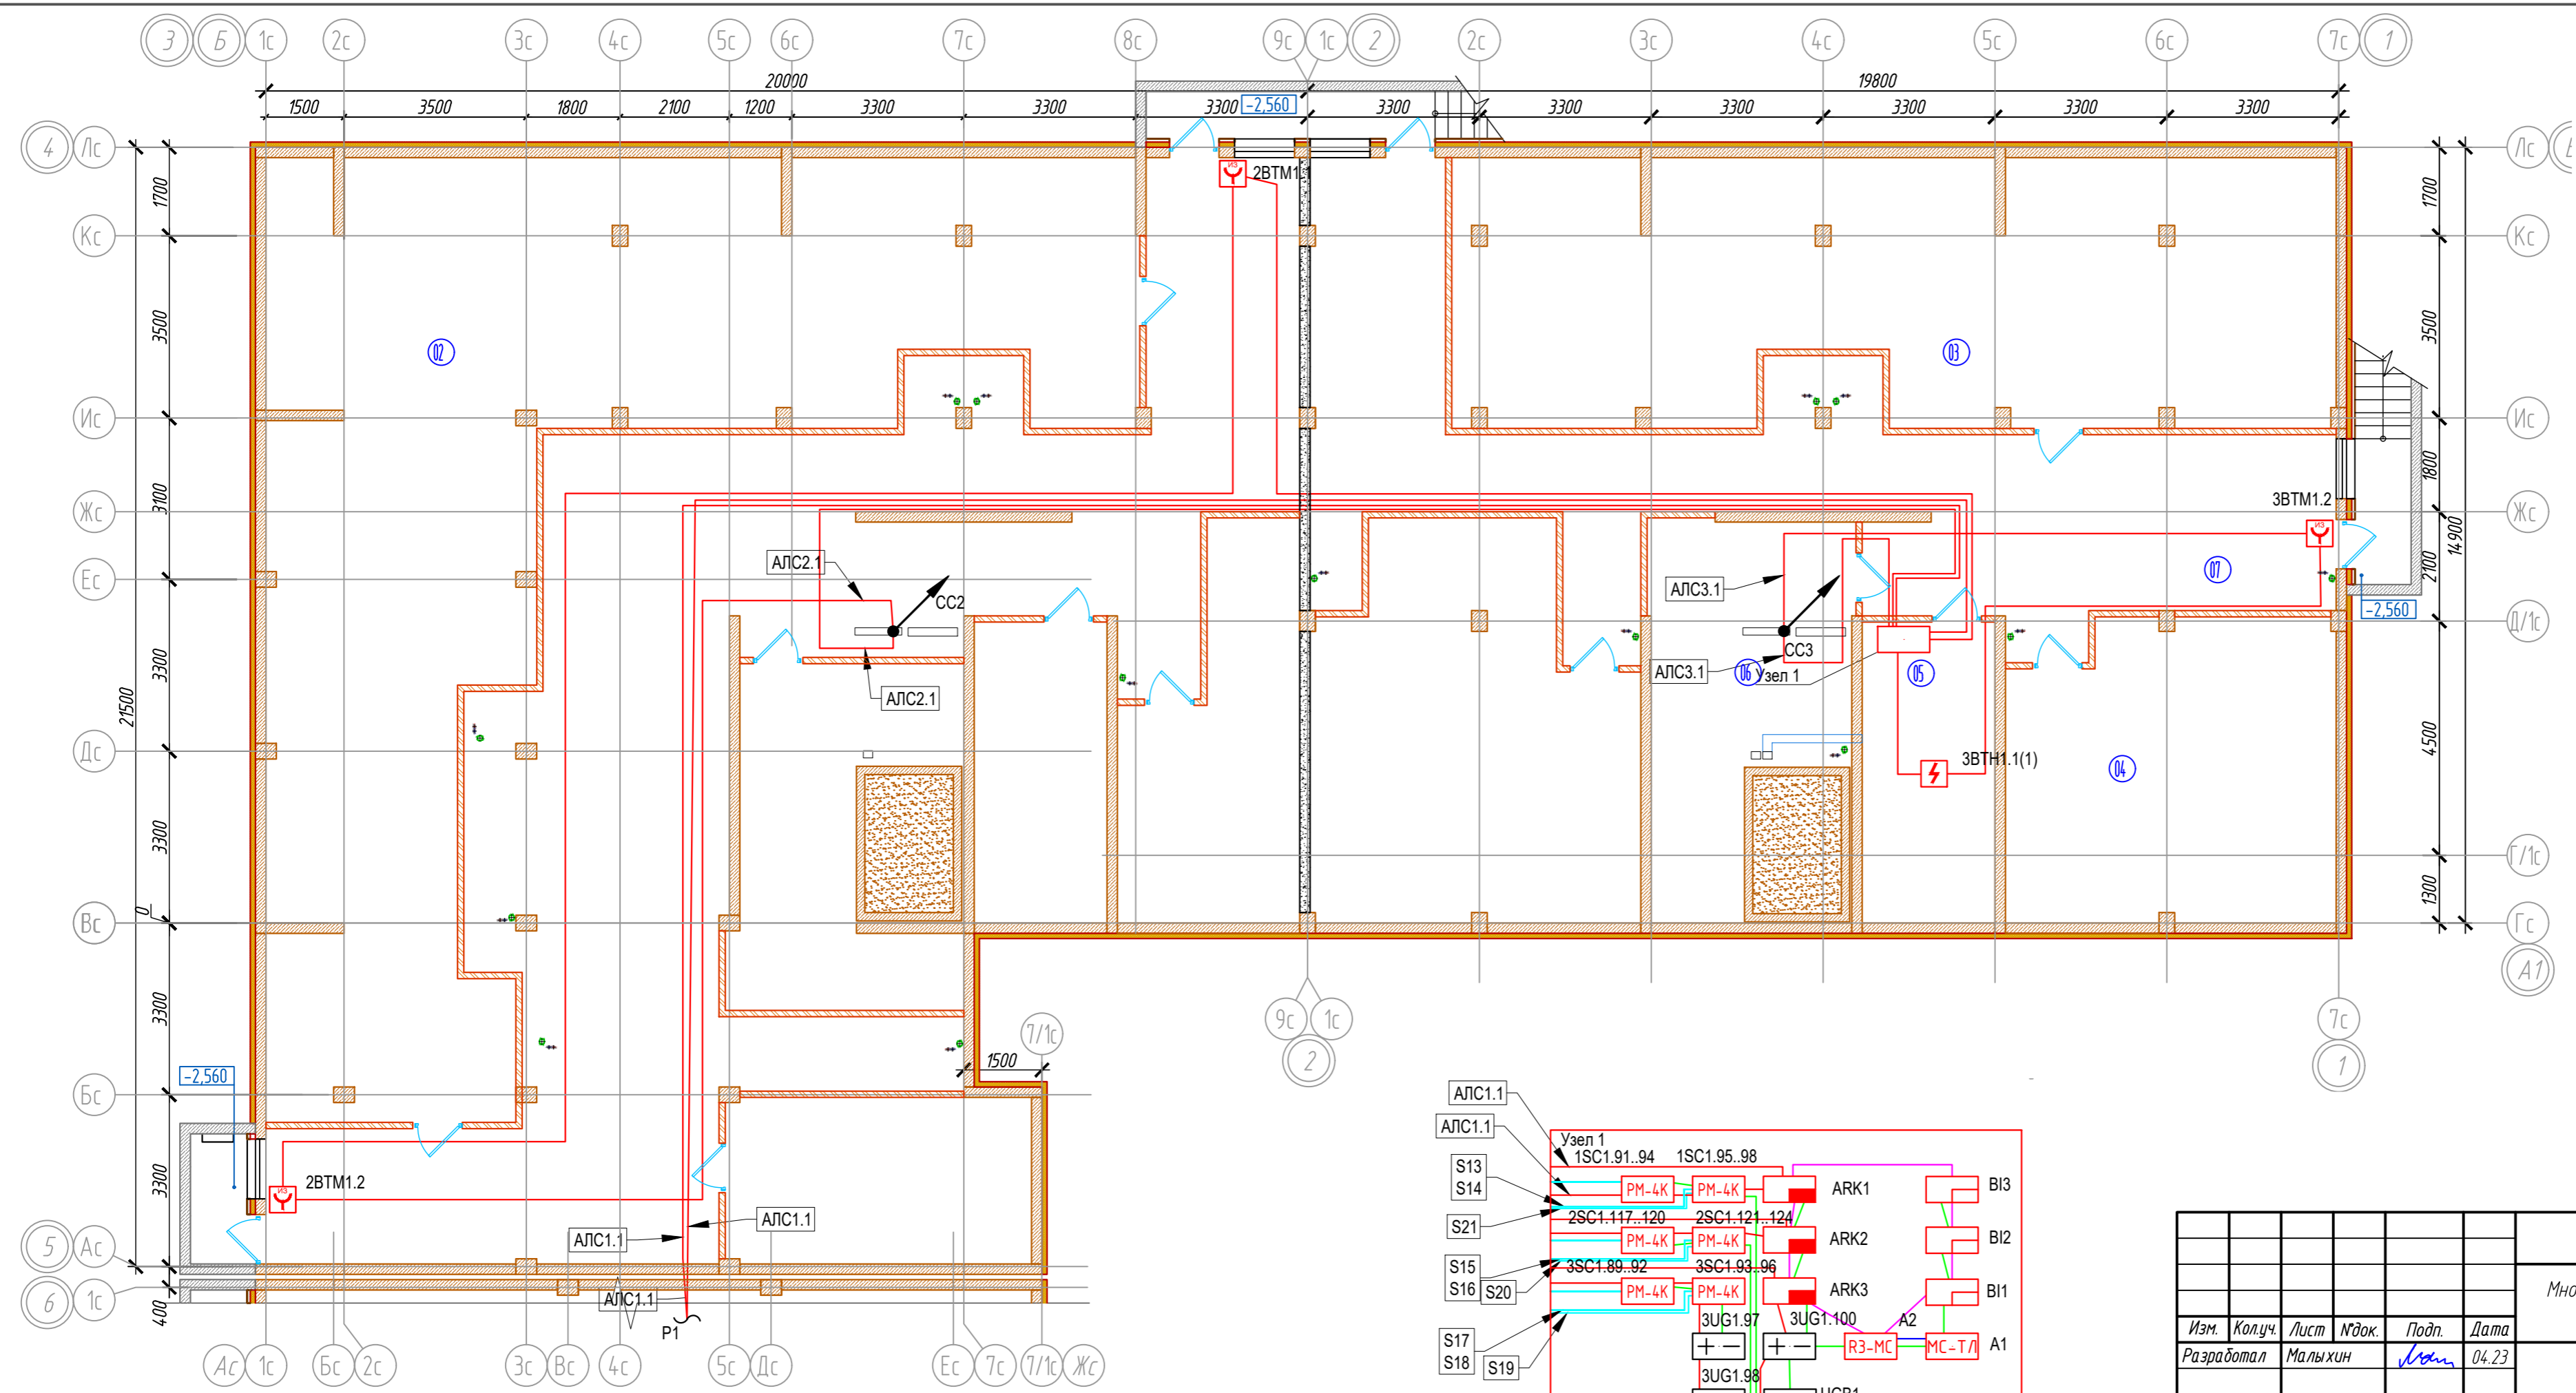 3 Б 1с 2с 3с 4с 5с 6с 7с 8с 9с 1с 2 2с 3с 4с 5с 6с 7с 1
20000 19800
1500 3500 1800 2100 1200 3300 3300 3300 -2,560 3300 3300 3300 3300 3300 3300
4 Лс Лс
1700 2ВТМ1.1 1700
Кс Кс
3500 02 03 3500
Ис Ис
3100 1800
3ВТМ1.2
Жс Жс
14900
АЛС2.1 07 2100
Ес АЛС3.1
СС2 -2,560
Д/1с
СС3
3300 АЛС3.1 06 Узел 1 05
21500 АЛС2.1
Дс 4500
3ВТН1.1(1) 04
3300 Г/1с
1300
0
Вс Гс
А1
3300 9с 1с 7с
7/1с 2 1
1500
-2,560
Бс АЛС1.1
АЛС1.1
Узел 1
1SC1.91..94 1SC1.95..98
S13 РМ-4К РМ-4К ARK1 BI3
S14
3300 2ВТМ1.2
S21 2SC1.117..120 2SC1.121..124
АЛС1.1
АЛС1.1 РМ-4К РМ-4К ARK2 BI2
5 Ас
S15 3SC1.89..92 3SC1.93..96
S16 S20 РМ-4К РМ-4К ARK3 BI1
6 1с АЛС1.1
400 Р1
3UG1.97 3UG1.100 А2
S17 R3-МС МС-ТЛ А1
S18 S19
3UG1.98
Ас 1с Бс 2с 3с Вс 4с 5с Дс Ес 7с 7/1с Жс
Изм. Кол.уч. Лист №док. Подп. Дата
Разработал Малыхин 04.23